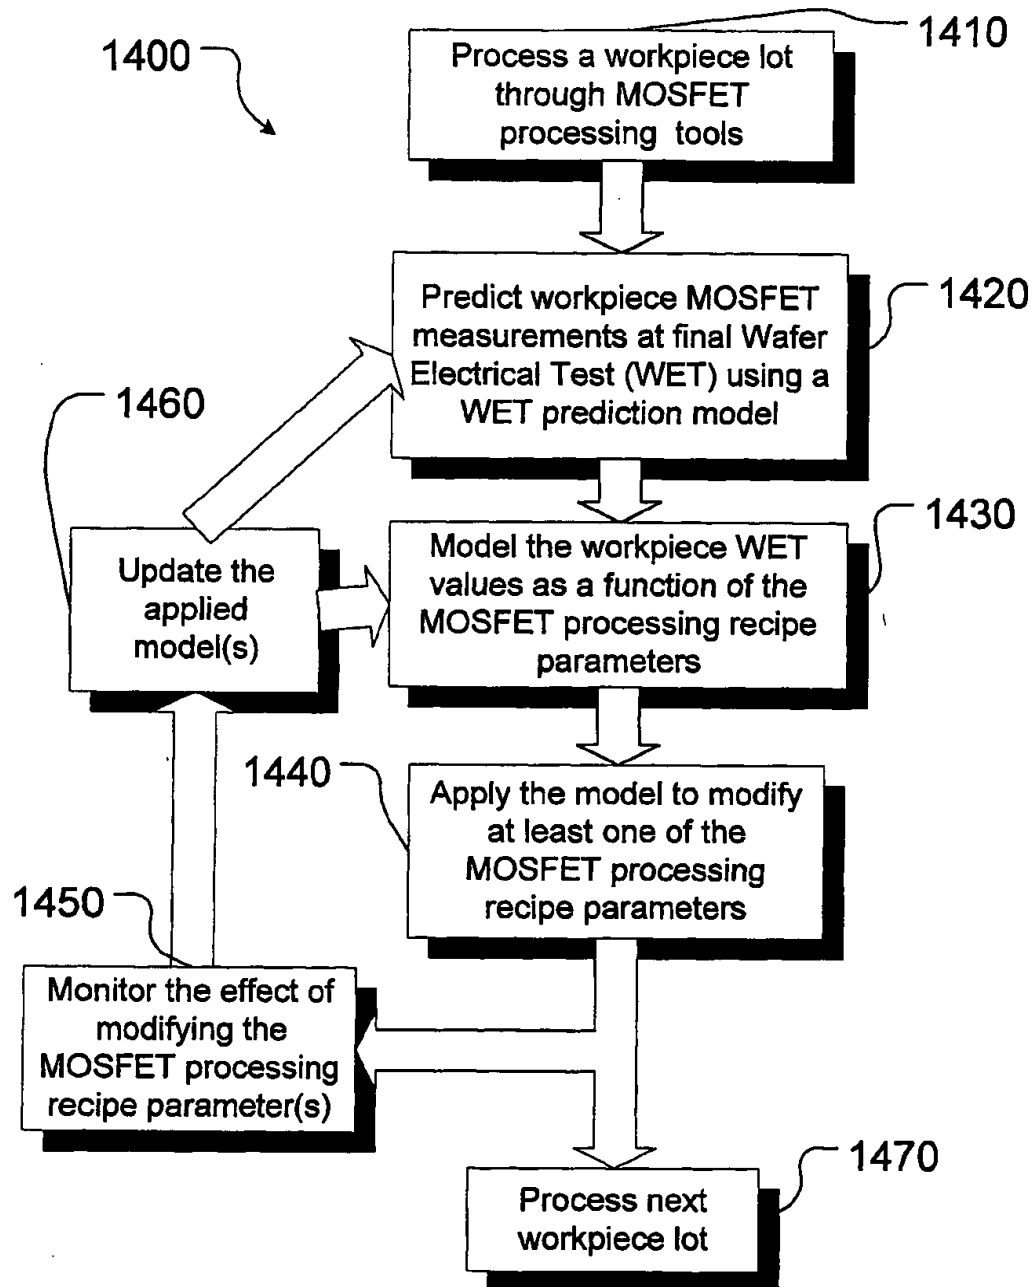 1400
1410
Process a workpiece lot
through MOSFET
processing tools
1420
Predict workpiece MOSFET
measurements at final Wafer
Electrical Test (WET) using a
WET prediction model
1460
Update the
applied
model(s)
1430
Model the workpiece WET
values as a function of the
MOSFET processing recipe
parameters
1440
Apply the model to modify
at least one of the
MOSFET processing
recipe parameters
1450
Monitor the effect of
modifying the
MOSFET processing
recipe parameter(s)
1470
Process next
workpiece lot